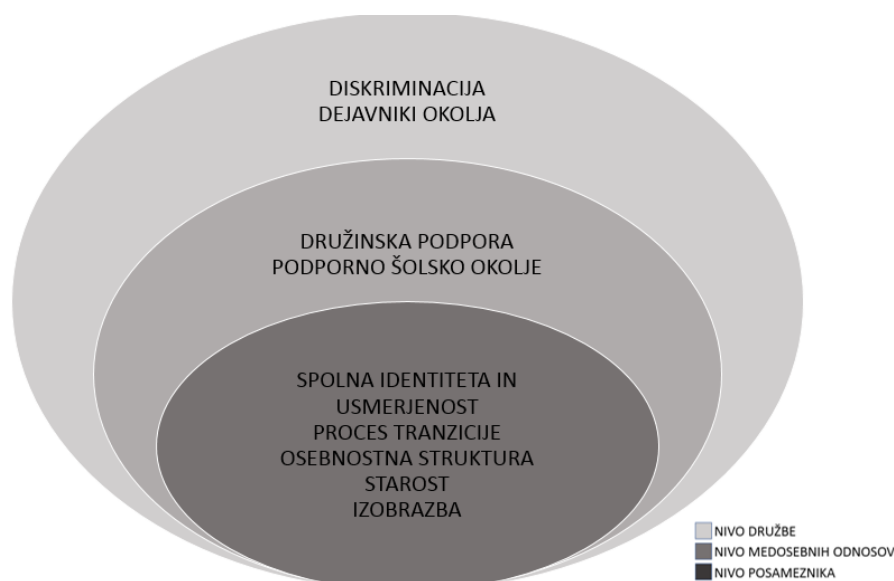 DISKRIMINACIJA
DEJAVNIKI OKOLJA
DRUŽINSKA PODPORA
PODPORNO ŠOLSKO OKOLJE
SPOLNA IDENTITETA IN
USMERJENOST
PROCES TRANZICIJE
OSEBNOSTNA STRUKTURA
STAROST
IZOBRAZBA
NIVO DRUŽBE
NIVO MEDOSEBNIH ODNOSOV
NIVO POSAMEZNIKA